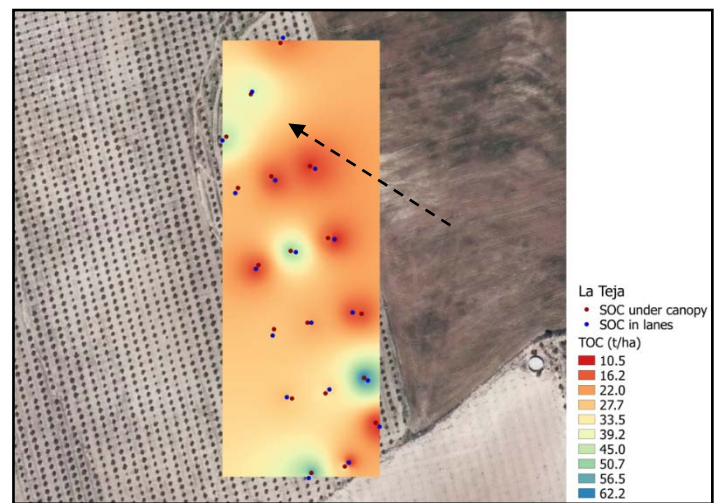 La Teja
SOC under canopy
SOC in lanes
TOC (t/ha)
10.5
16.2
22.0
27.7
33.5
39.2
45.0
50.7
56.5
62.2